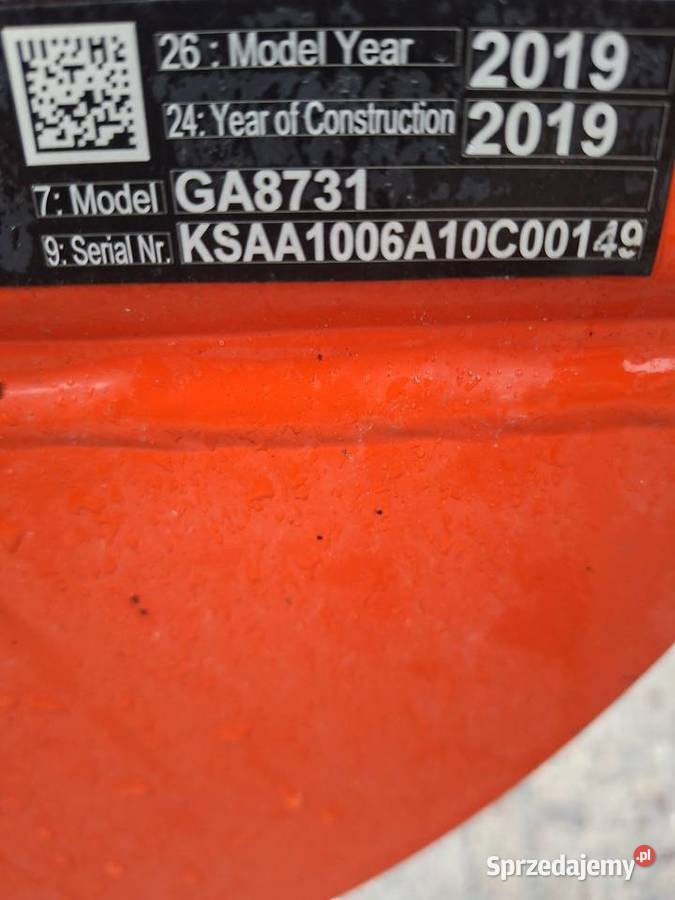 26 : Model Year 2019
24: Year of Construction 2019
7: Model GA8731
9: Serial Nr. KSAA1006A10C00149
Sprzedajemy.pl